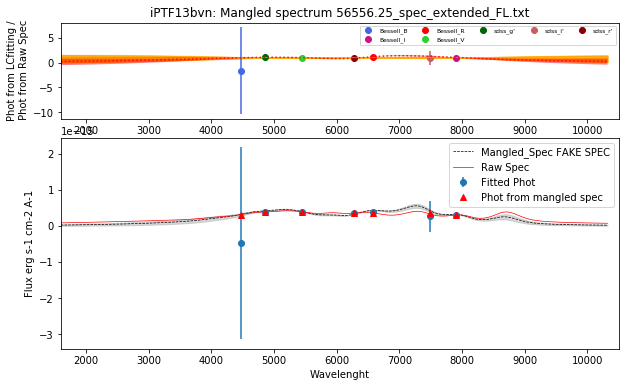 iPTF13bvn: Mangled spectrum 56556.25_spec_extended_FL.txt
Phot from LCfitting /
Phot from Raw Spec
5
0
−5
−10
Bessell_B
Bessell_I
Bessell_R
Bessell_V
sdss_g'
sdss_i'
sdss_r'
2000 3000 4000 5000 6000 7000 8000 9000 10000
1e−15
Flux erg s-1 cm-2 A-1
2
1
0
−1
−2
−3
Mangled_Spec FAKE SPEC
Raw Spec
Fitted Phot
Phot from mangled spec
2000 3000 4000 5000 6000 7000 8000 9000 10000
Wavelenght